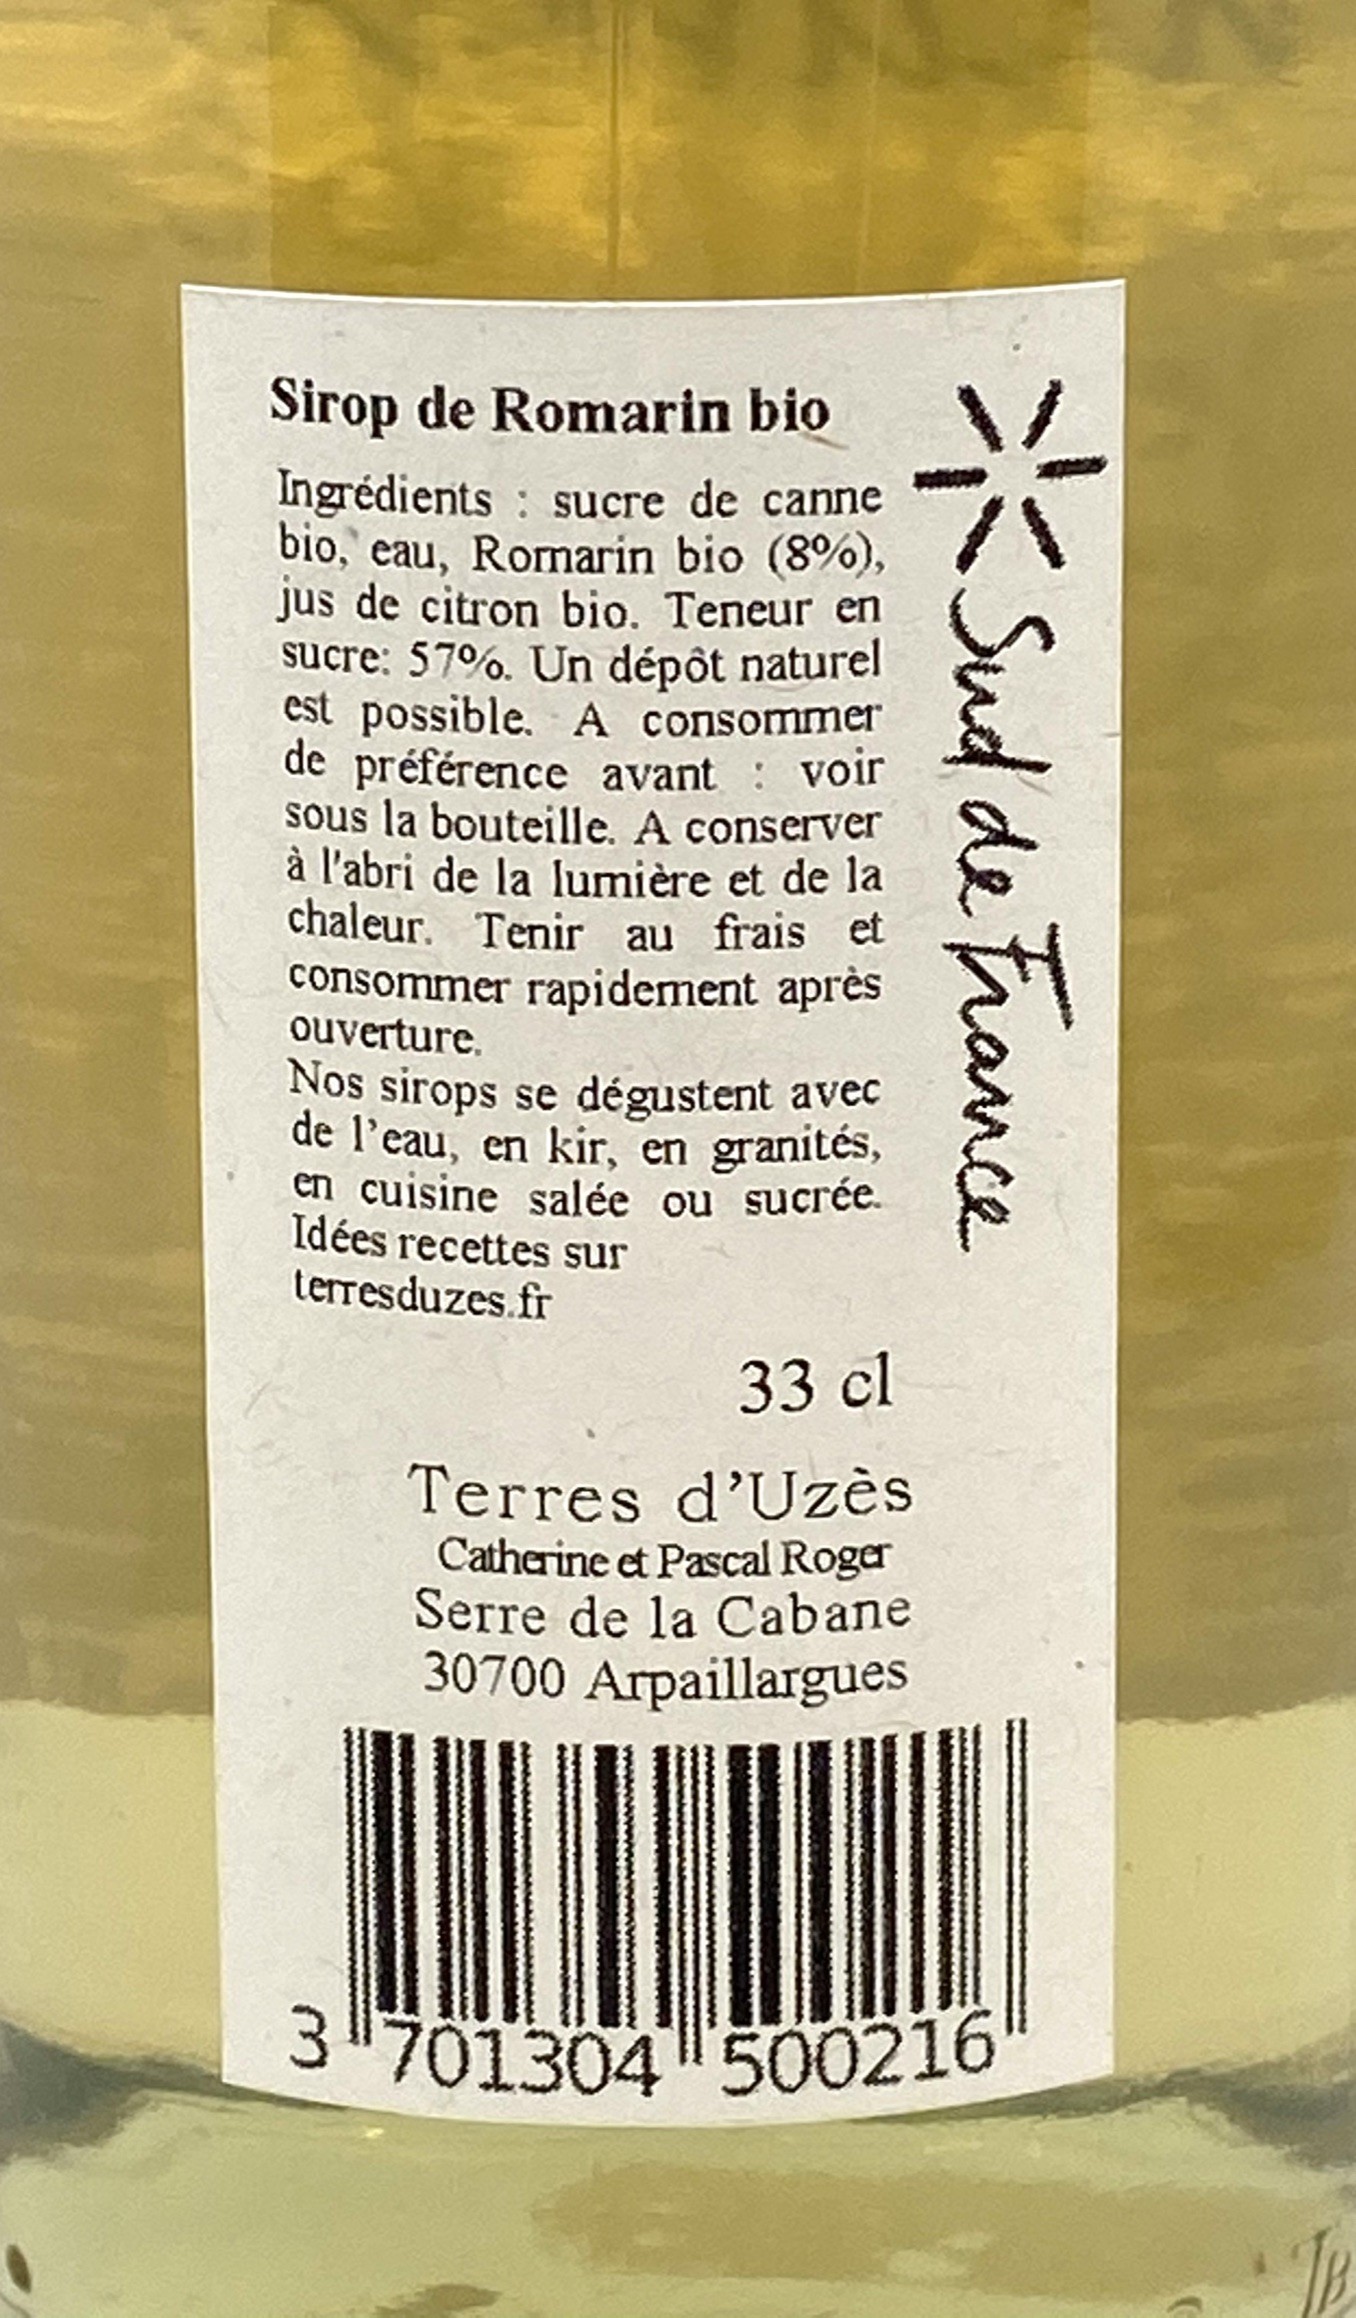 Sirop de Romarin bio
Ingrédients : sucre de canne
bio, eau, Romarin bio (8%),
jus de citron bio. Teneur en
sucre: 57%. Un dépôt naturel
est possible. A consommer
de préférence avant : voir
sous la bouteille. A conserver
à l'abri de la lumière et de la
chaleur. Tenir au frais et
consommer rapidement après
ouverture.
Nos sirops se dégustent avec
de l’eau, en kir, en granités,
en cuisine salée ou sucrée.
Idées recettes sur
terresduzes.fr
Sud de France
33 cl
Terres d’Uzès
Catherine et Pascal Roger
Serre de la Cabane
30700 Arpaillargues
3 701304 500216